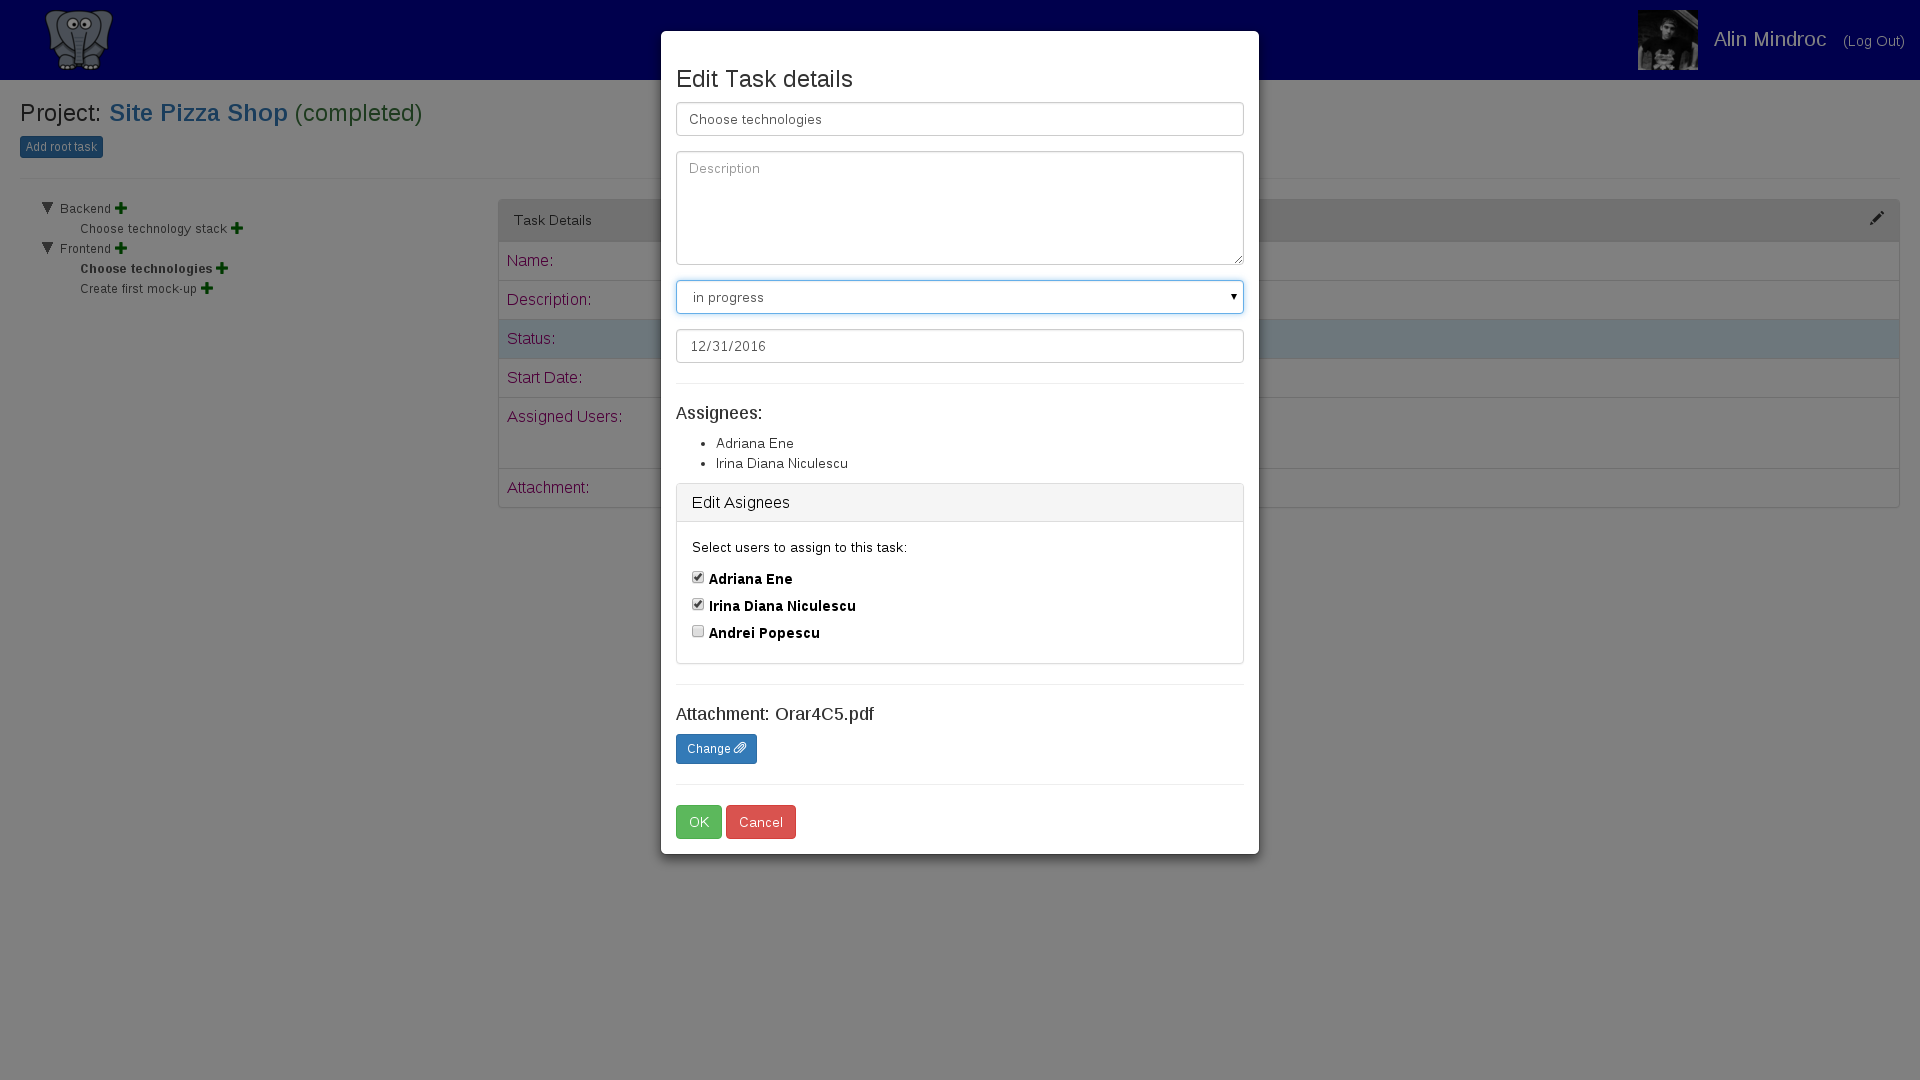 Alin Mindroc (Log Out)
Project: Site Pizza Shop (completed)
Add root task
Backend
Choose technology stack
Frontend
Choose technologies
Create first mock-up
Task Details
Name:
Description:
Status:
Start Date:
Assigned Users:
Attachment:
Edit Task details
Choose technologies
Description
in progress
12/31/2016
Assignees:
Adriana Ene
Irina Diana Niculescu
Edit Asignees
Select users to assign to this task:
Adriana Ene
Irina Diana Niculescu
Andrei Popescu
Attachment: Orar4C5.pdf
Change
OK Cancel